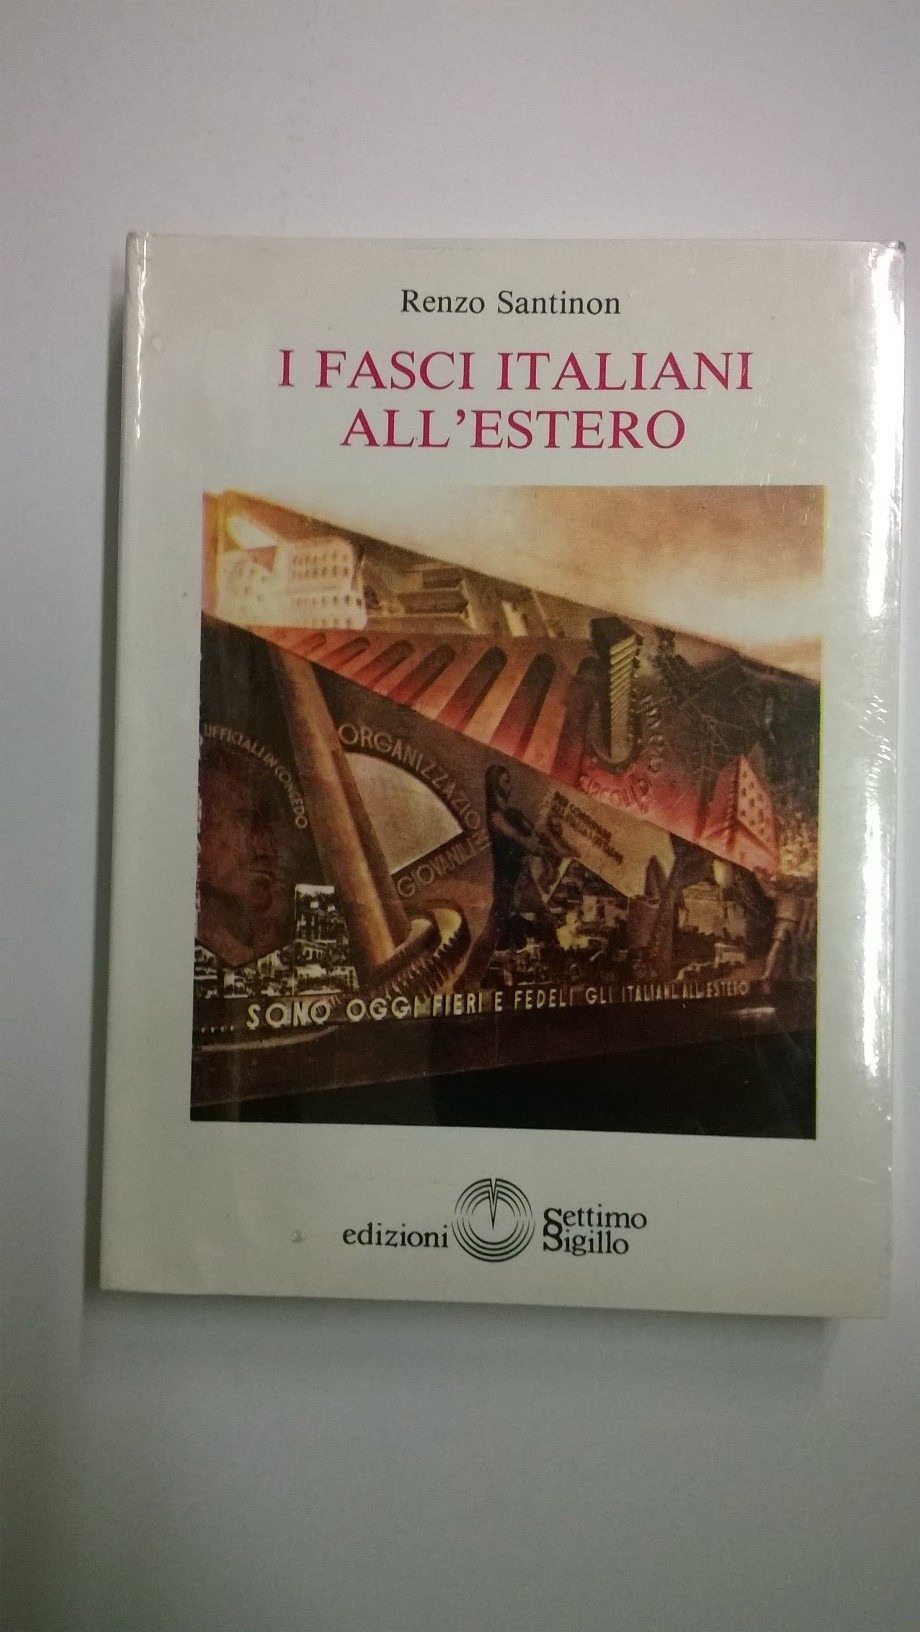 Renzo Santinon
I FASCI ITALIANI
ALL'ESTERO
UFFICIALI IN CONGEDO
ORGANIZZAZIONI
GIOVANILI
.... SONO OGGI FIERI E FEDELI GLI ITALIANI ALL'ESTERO
edizioni
Settimo
Sigillo